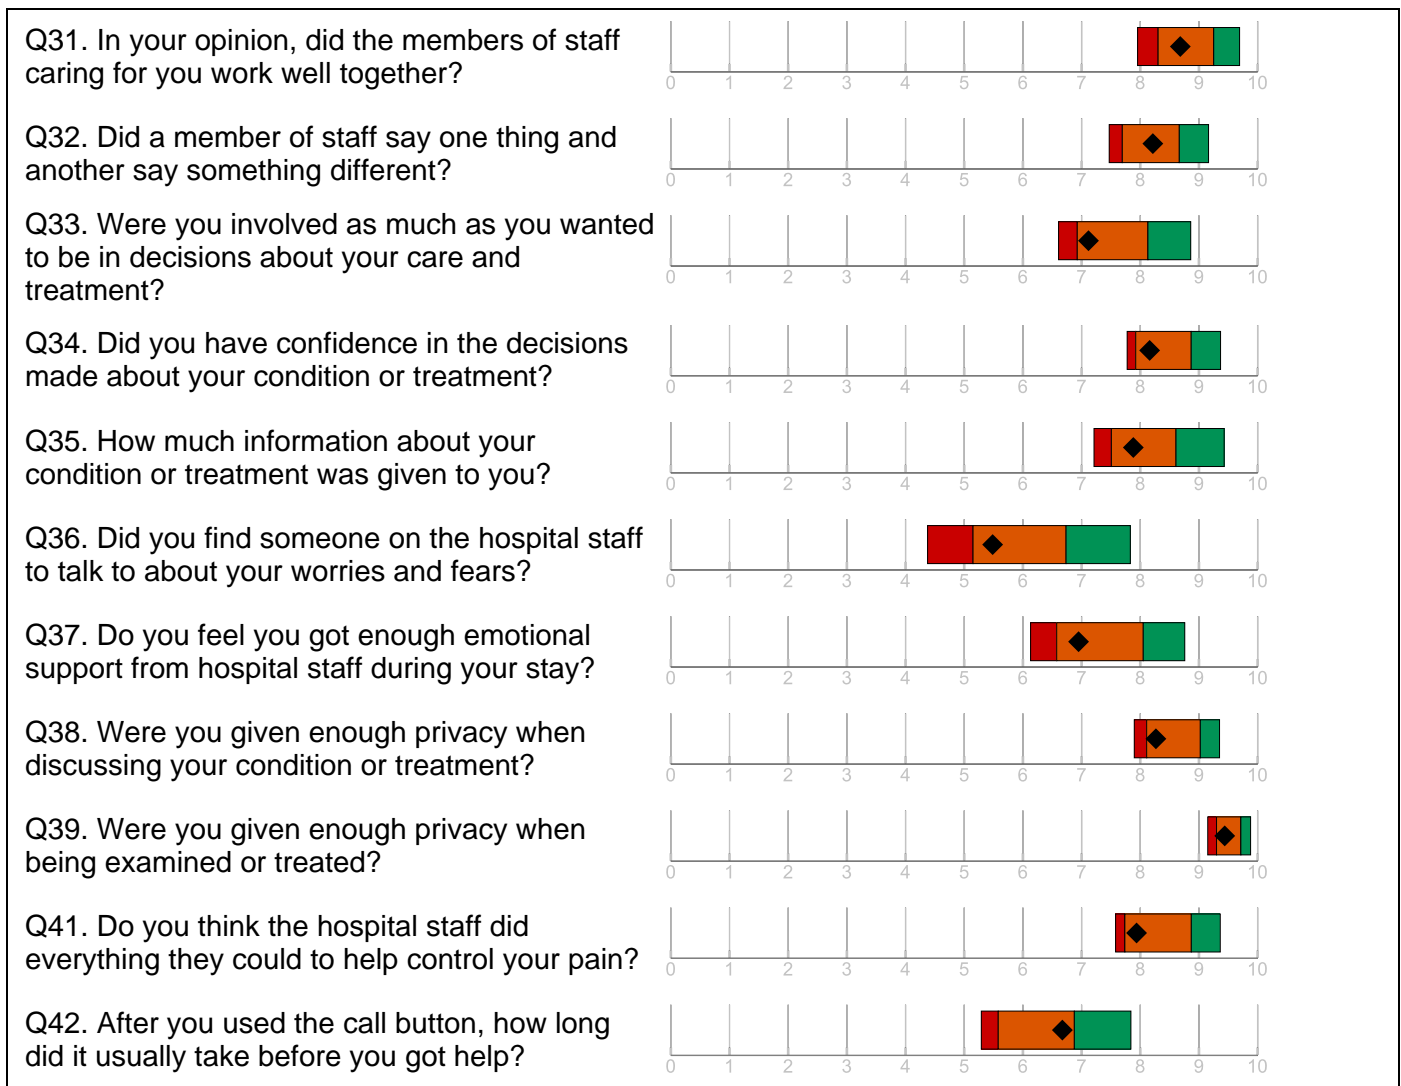 Q31. In your opinion, did the members of staff
caring for you work well together?
0 1 2 3 4 5 6 7 8 9 10
Q32. Did a member of staff say one thing and
another say something different?
0 1 2 3 4 5 6 7 8 9 10
Q33. Were you involved as much as you wanted
to be in decisions about your care and
treatment?
0 1 2 3 4 5 6 7 8 9 10
Q34. Did you have confidence in the decisions
made about your condition or treatment?
0 1 2 3 4 5 6 7 8 9 10
Q35. How much information about your
condition or treatment was given to you?
0 1 2 3 4 5 6 7 8 9 10
Q36. Did you find someone on the hospital staff
to talk to about your worries and fears?
0 1 2 3 4 5 6 7 8 9 10
Q37. Do you feel you got enough emotional
support from hospital staff during your stay?
0 1 2 3 4 5 6 7 8 9 10
Q38. Were you given enough privacy when
discussing your condition or treatment?
0 1 2 3 4 5 6 7 8 9 10
Q39. Were you given enough privacy when
being examined or treated?
0 1 2 3 4 5 6 7 8 9 10
Q41. Do you think the hospital staff did
everything they could to help control your pain?
0 1 2 3 4 5 6 7 8 9 10
Q42. After you used the call button, how long
did it usually take before you got help?
0 1 2 3 4 5 6 7 8 9 10